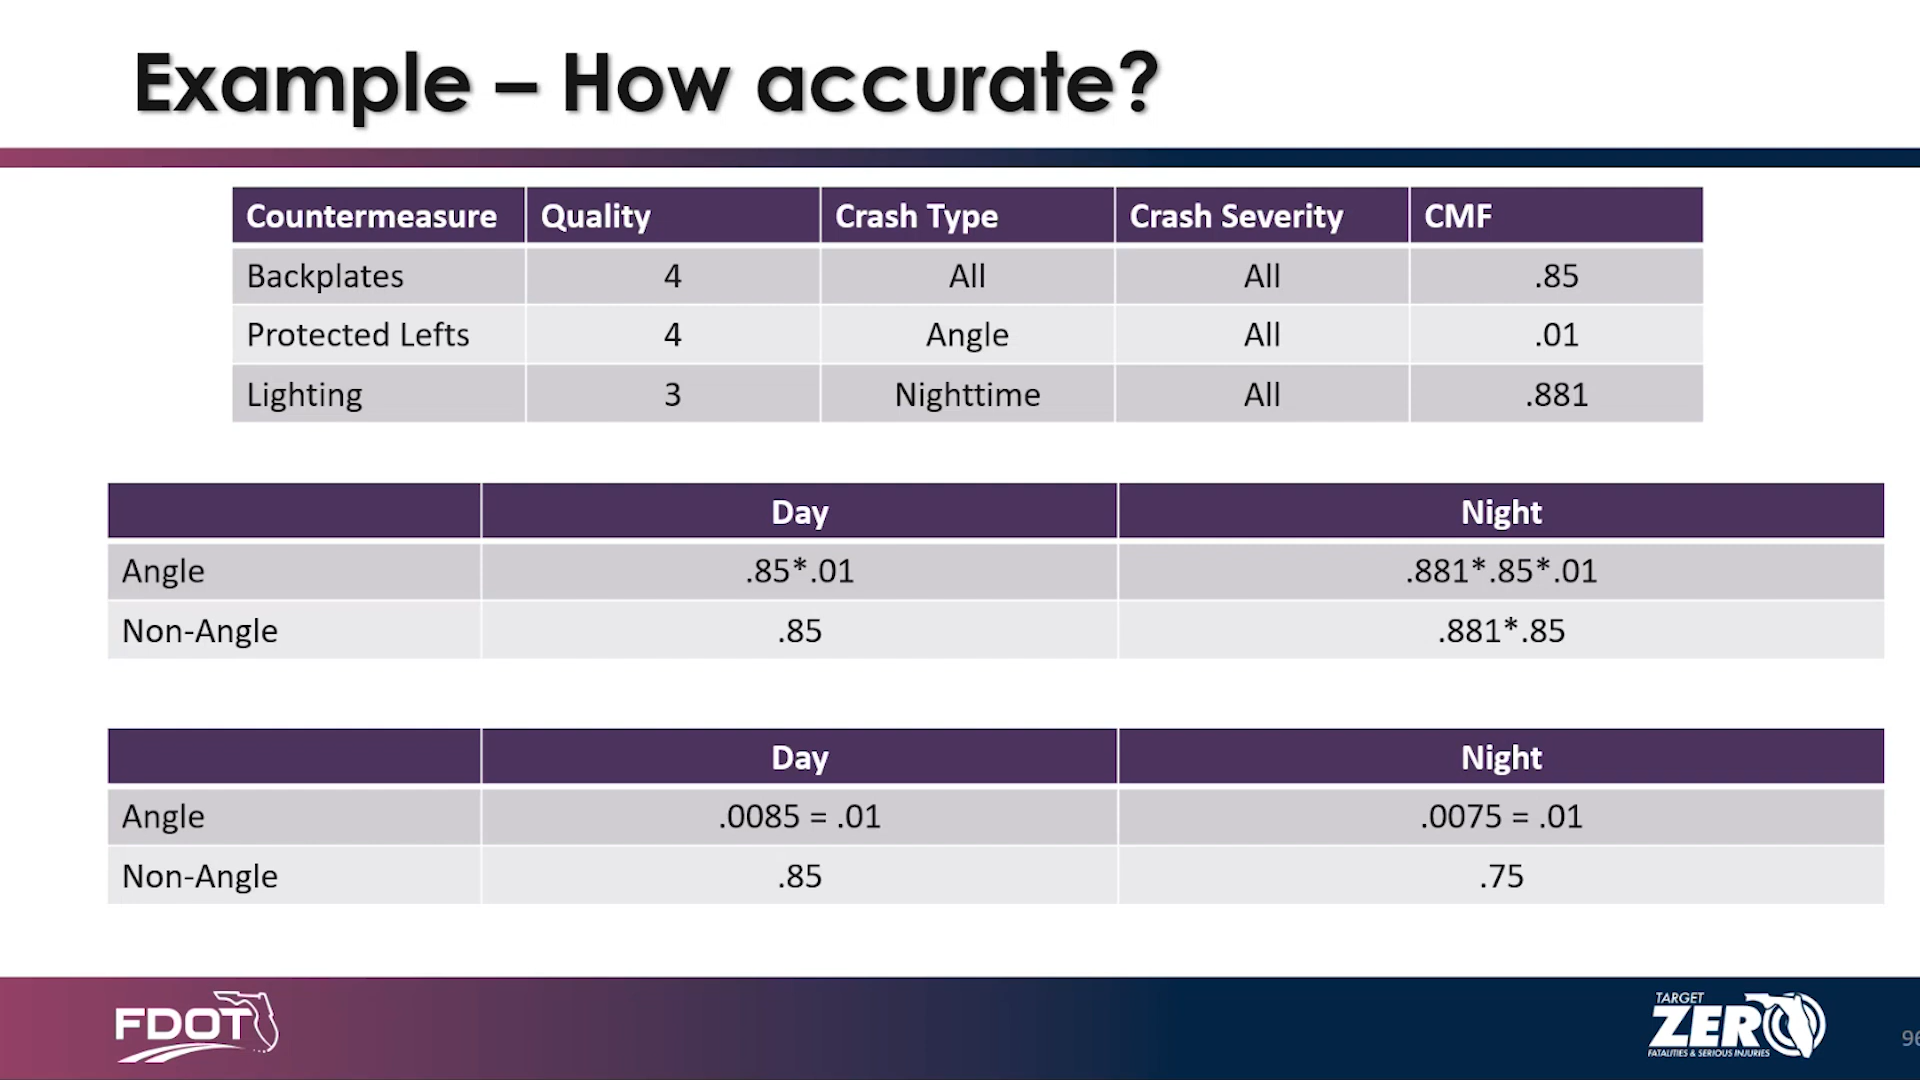 Example – How accurate?
Countermeasure Quality Crash Type Crash Severity CMF
Backplates 4 All All .85
Protected Lefts 4 Angle All .01
Lighting 3 Nighttime All .881
Day Night
Angle .85*.01 .881*.85*.01
Non-Angle .85 .881*.85
Day Night
Angle .0085 = .01 .0075 = .01
Non-Angle .85 .75
FDOT
TARGET
ZERO
FATALITIES & SERIOUS INJURIES